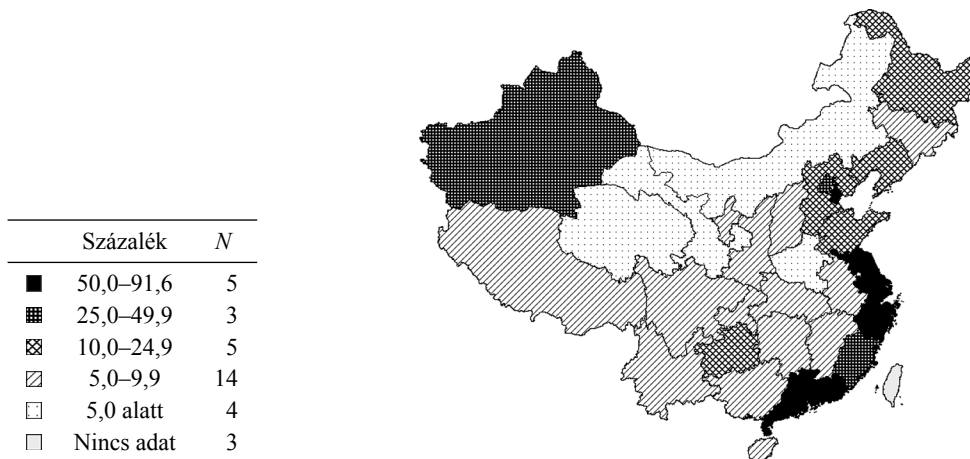 Százalék N
50,0–91,6 5
25,0–49,9 3
10,0–24,9 5
5,0–9,9 14
5,0 alatt 4
Nincs adat 3